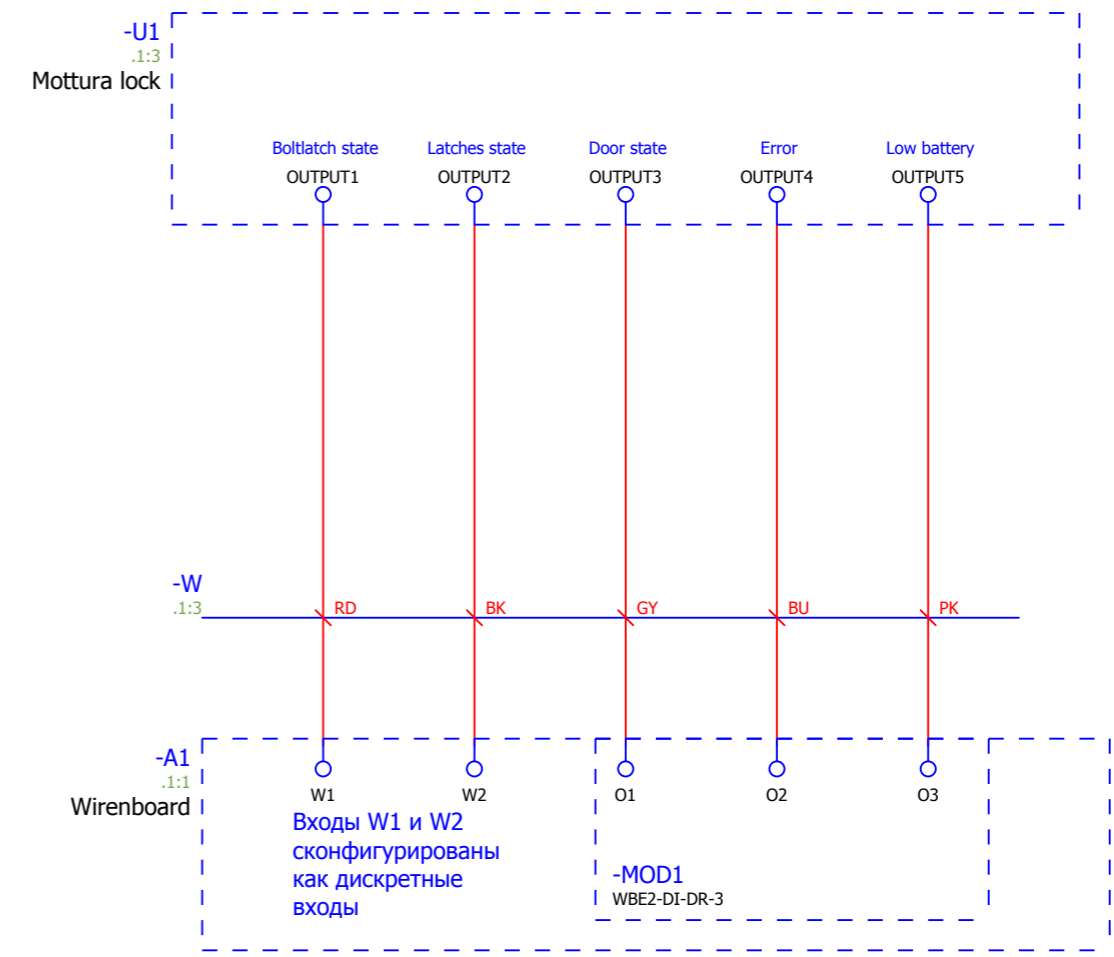 -U1
.1:3
Mottura lock
Boltlatch state Latches state Door state Error Low battery
OUTPUT1 OUTPUT2 OUTPUT3 OUTPUT4 OUTPUT5
-W
.1:3
RD BK GY BU PK
-A1
.1:1
Wirenboard
W1 W2 O1 O2 O3
Входы W1 и W2
сконфигурированы
как дискретные
входы
-MOD1
WBE2-DI-DR-3